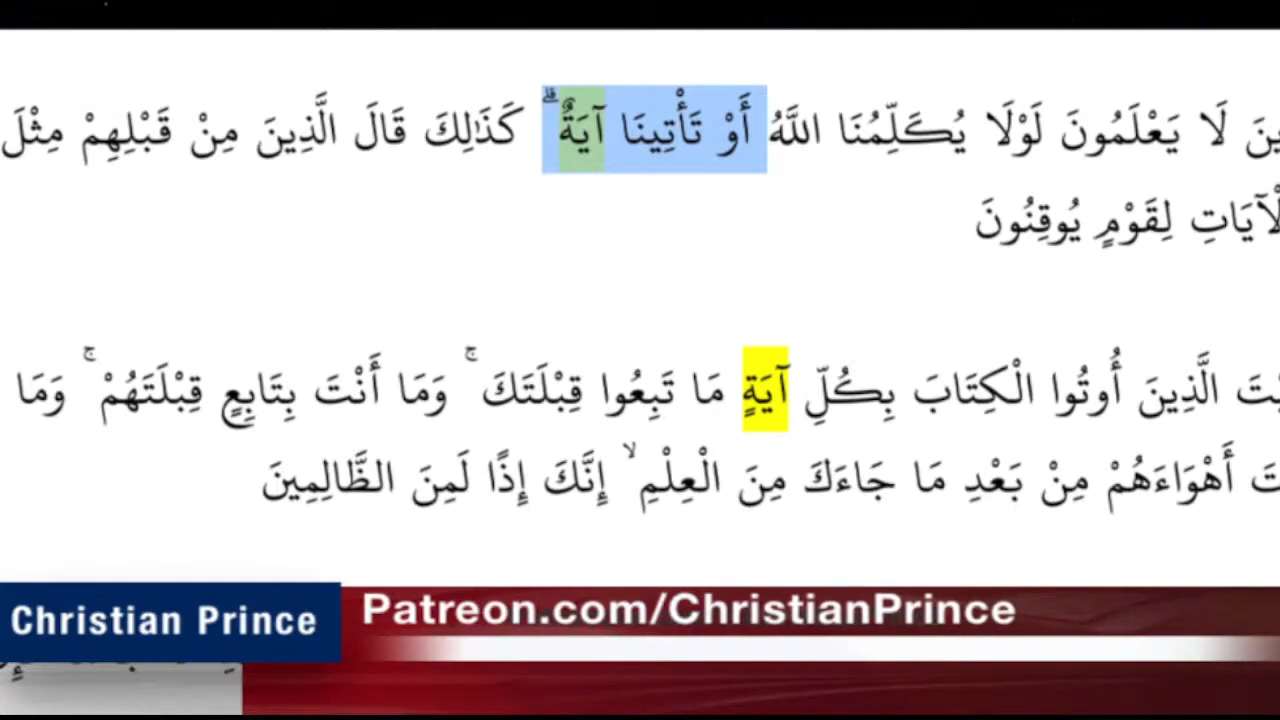 لَا يَعْلَمُونَ لَوْلَا يُكَلِّمُنَا اللَّهُ أَوْ تَأْتِينَا آيَةٌ ۗ كَذَٰلِكَ قَالَ الَّذِينَ مِنْ قَبْلِهِمْ مِثْلَ
الْآيَاتِ لِقَوْمٍ يُوقِنُونَ
الَّذِينَ أُوتُوا الْكِتَابَ بِكُلِّ آيَةٍ مَا تَبِعُوا قِبْلَتَكَ ۚ وَمَا أَنْتَ بِتَابِعٍ قِبْلَتَهُمْ ۚ وَمَا
أَهْوَاءَهُمْ مِنْ بَعْدِ مَا جَاءَكَ مِنَ الْعِلْمِ ۙ إِنَّكَ إِذًا لَمِنَ الظَّالِمِينَ
Patreon.com/ChristianPrince
Christian Prince